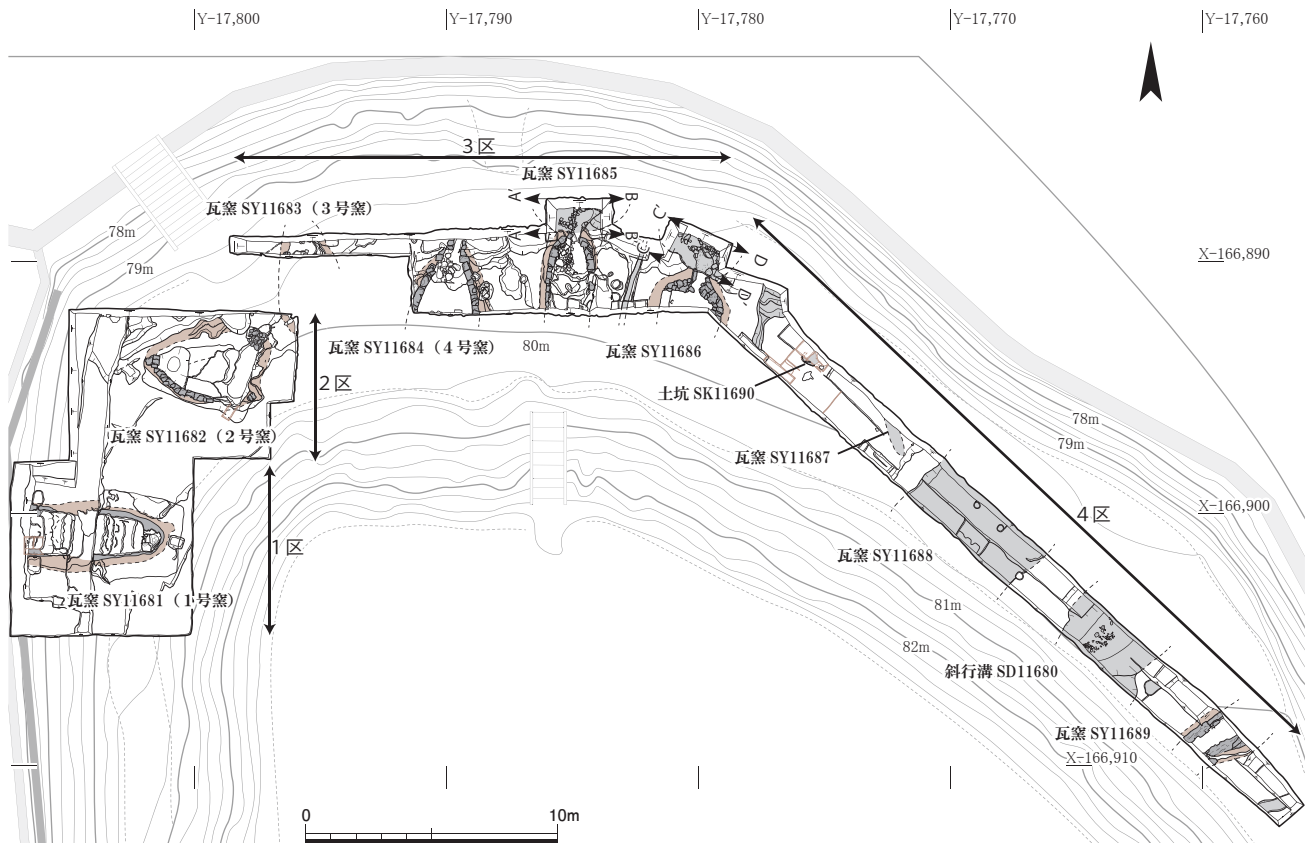 Y-17,800
Y-17,790
Y-17,780
Y-17,770
Y-17,760
3区
瓦窯 SY11685
A
B
瓦窯 SY11683（3号窯）
C
78m
A′
B′
C′
D
X-166,890
79m
D′
瓦窯 SY11684（4号窯）
80m
瓦窯 SY11686
2区
土坑 SK11690
78m
瓦窯 SY11682（2号窯）
79m
瓦窯 SY11687
X-166,900
4区
1区
瓦窯 SY11688
瓦窯 SY11681（1号窯）
81m
82m
斜行溝 SD11680
瓦窯 SY11689
X-166,910
0
10m